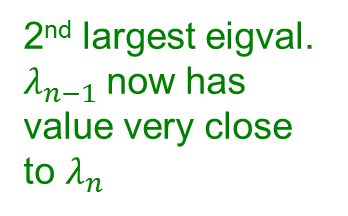 2ⁿᵈ largest eigval.
λₙ₋₁ now has
value very close
to λₙ